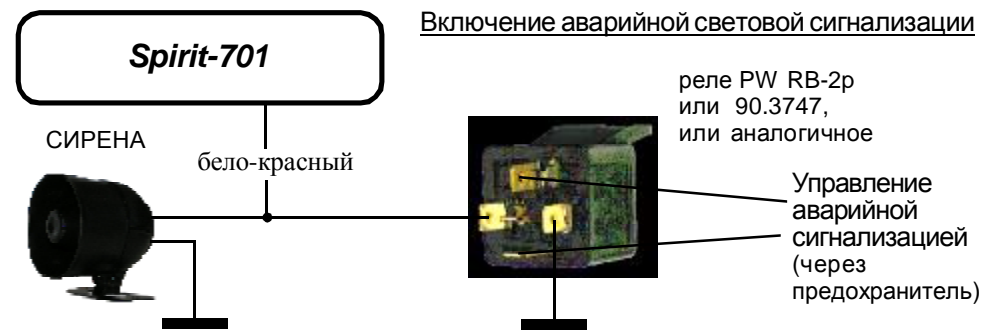 Включение аварийной световой сигнализации
Spirit-701
реле PW RB-2р
или 90.3747,
или аналогичное
СИРЕНА
бело-красный
Управление
аварийной
сигнализацией
(через
предохранитель)